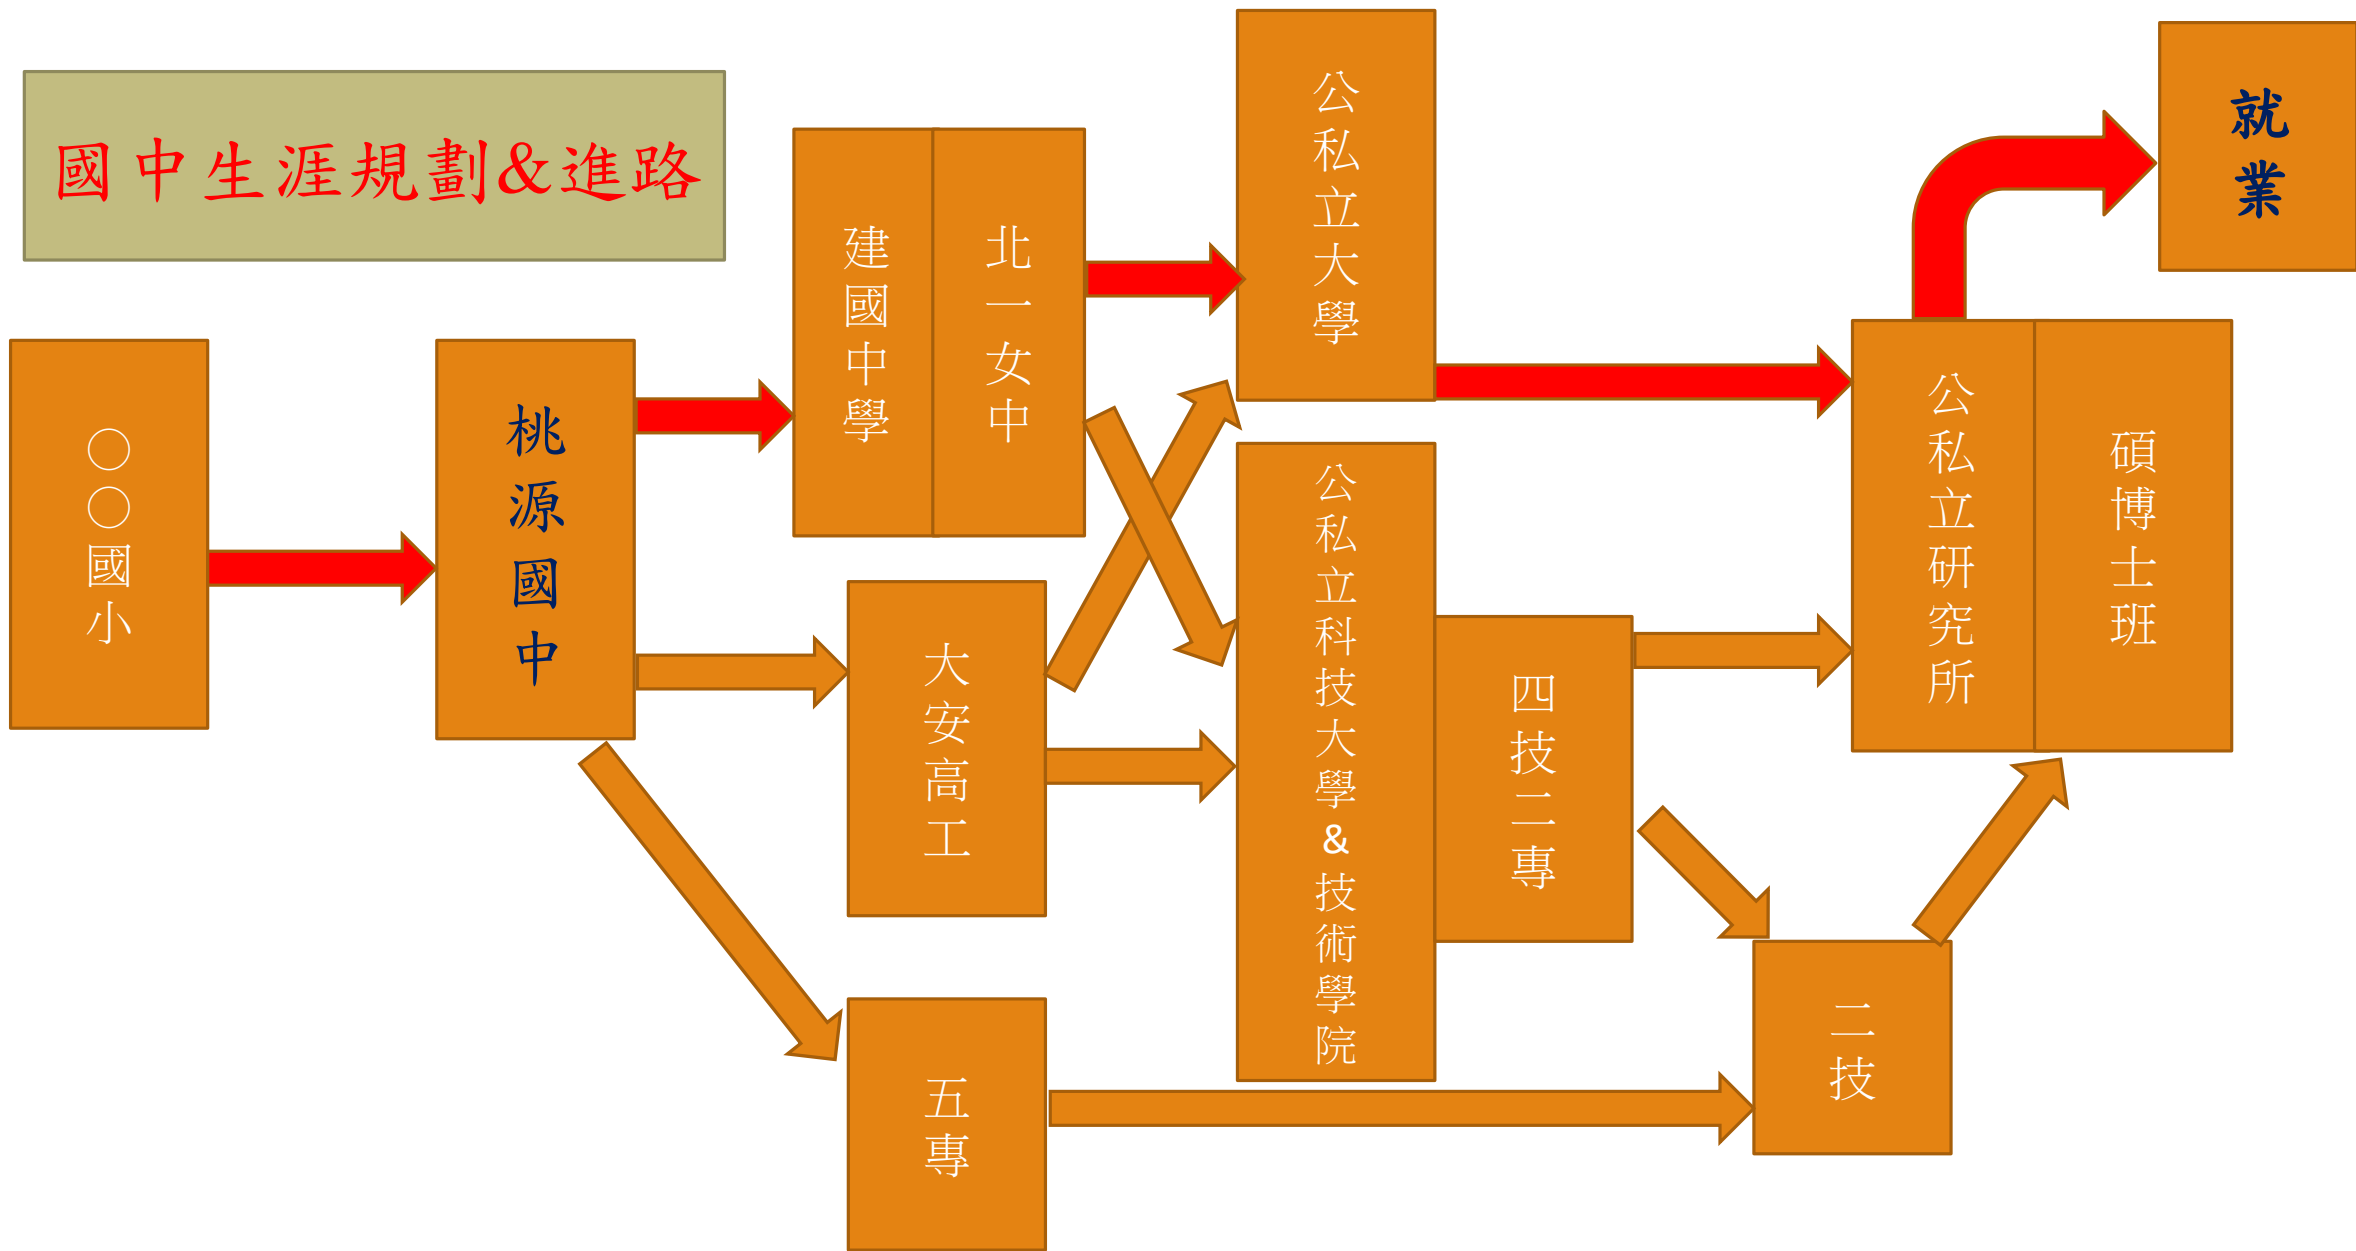 國中生涯規劃&進路
〇〇國小
桃源國中
建國中學
北一女中
大安高工
五專
公私立大學
公私立科技大學&技術學院
四技二專
二技
公私立研究所
碩博士班
就業